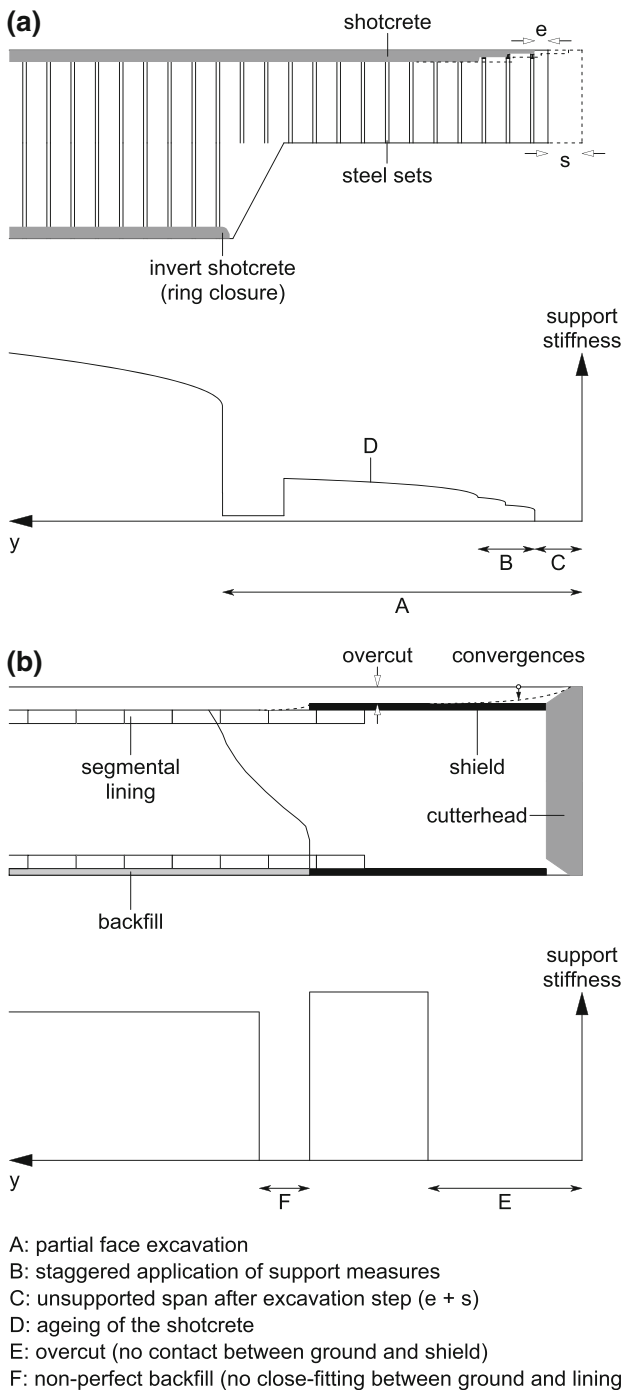 (a)
shotcrete
e
s
steel sets
invert shotcrete
(ring closure)
support
stiffness
D
y
B
C
A
(b)
overcut
convergences
segmental
lining
shield
cutterhead
backfill
support
stiffness
y
F
E
A: partial face excavation
B: staggered application of support measures
C: unsupported span after excavation step (e + s)
D: ageing of the shotcrete
E: overcut (no contact between ground and shield)
F: non-perfect backfill (no close-fitting between ground and lining